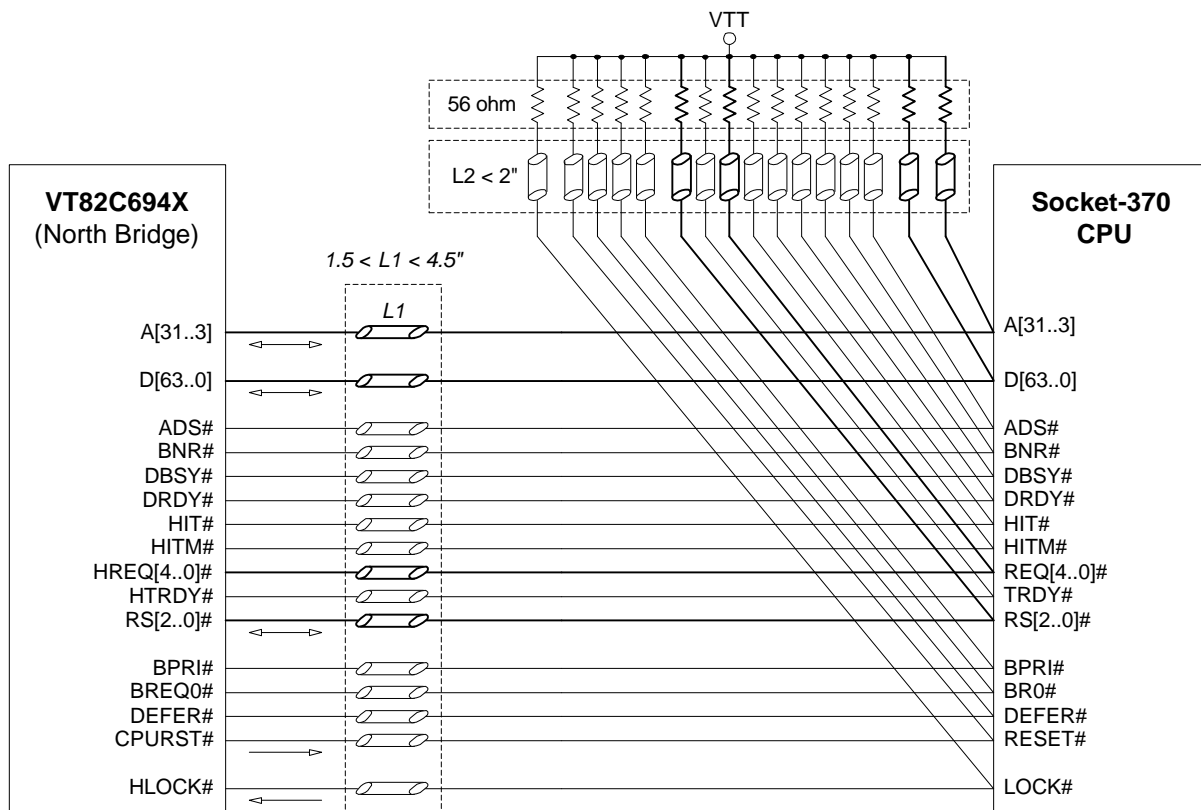 VTT
56 ohm
L2 < 2"
VT82C694X
(North Bridge)
Socket-370
CPU
1.5 < L1 < 4.5"
L1
A[31..3]
A[31..3]
D[63..0]
D[63..0]
ADS#
ADS#
BNR#
BNR#
DBSY#
DBSY#
DRDY#
DRDY#
HIT#
HIT#
HITM#
HITM#
HREQ[4..0]#
REQ[4..0]#
HTRDY#
TRDY#
RS[2..0]#
RS[2..0]#
BPRI#
BPRI#
BREQ0#
BR0#
DEFER#
DEFER#
CPURST#
RESET#
HLOCK#
LOCK#